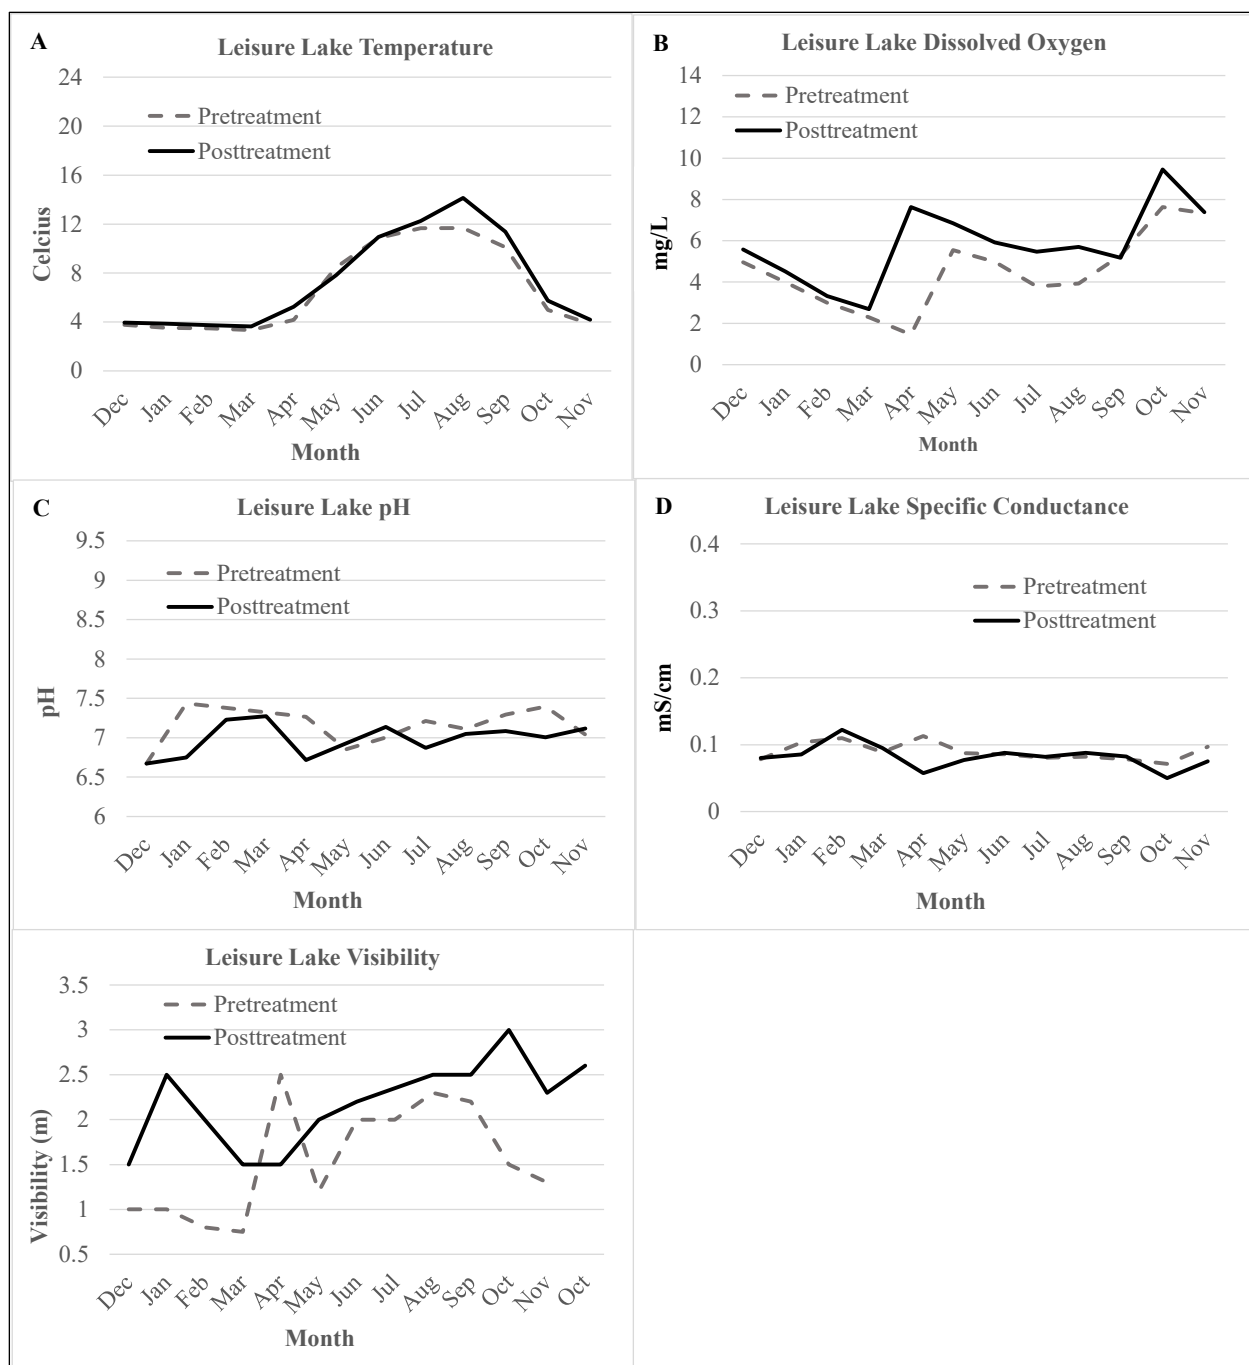 A
Leisure Lake Temperature
24
20
16
12
8
4
0
Celcius
Pretreatment
Posttreatment
Dec Jan Feb Mar Apr May Jun Jul Aug Sep Oct Nov
Month
B
Leisure Lake Dissolved Oxygen
14
12
10
8
6
4
2
0
mg/L
Pretreatment
Posttreatment
Dec Jan Feb Mar Apr May Jun Jul Aug Sep Oct Nov
Month
C
Leisure Lake pH
9.5
9
8.5
8
7.5
7
6.5
6
pH
Pretreatment
Posttreatment
Dec Jan Feb Mar Apr May Jun Jul Aug Sep Oct Nov
Month
D
Leisure Lake Specific Conductance
0.4
0.3
0.2
0.1
0
mS/cm
Pretreatment
Posttreatment
Dec Jan Feb Mar Apr May Jun Jul Aug Sep Oct Nov
Month
Leisure Lake Visibility
3.5
3
2.5
2
1.5
1
0.5
Visibility (m)
Pretreatment
Posttreatment
Dec Jan Feb Mar Apr May Jun Jul Aug Sep Oct Nov Oct
Month